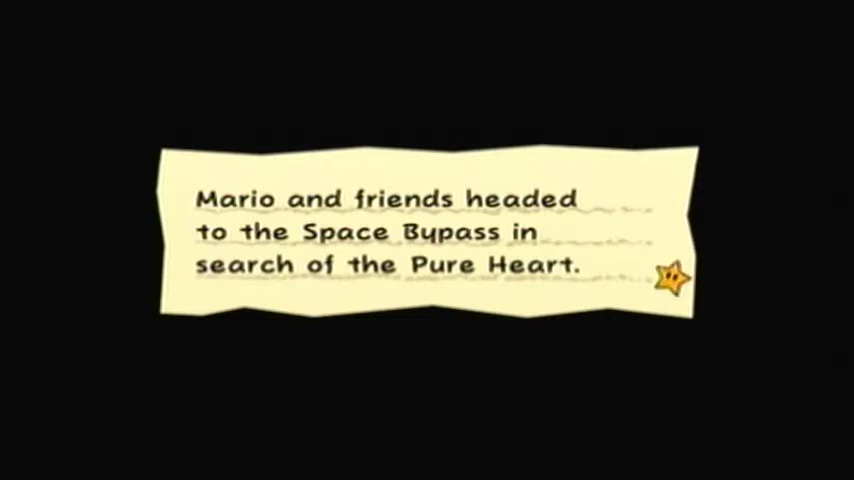 Mario and friends headed
to the Space Bypass in
search of the Pure Heart.